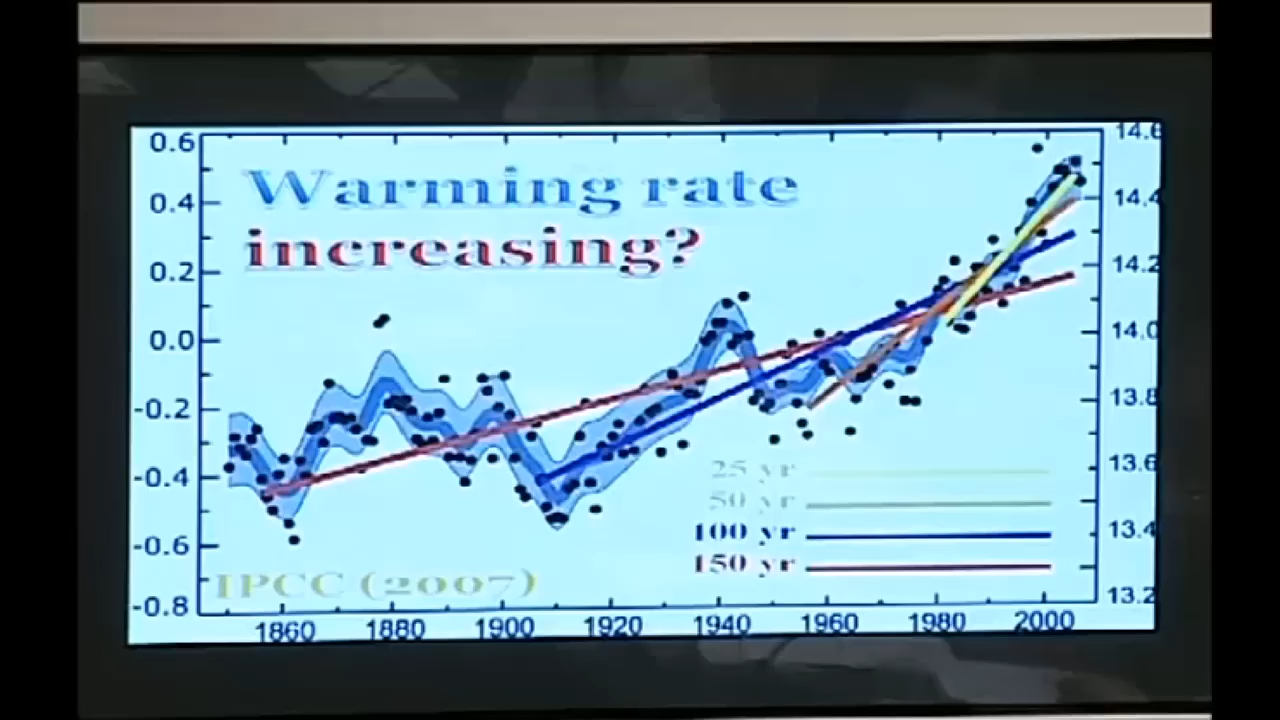 Warming rate
increasing?
0.6
0.4
0.2
0.0
-0.2
-0.4
-0.6
-0.8
14.6
14.4
14.2
14.0
13.8
13.6
13.4
13.2
25 yr
50 yr
100 yr
150 yr
IPCC (2007)
1860 1880 1900 1920 1940 1960 1980 2000